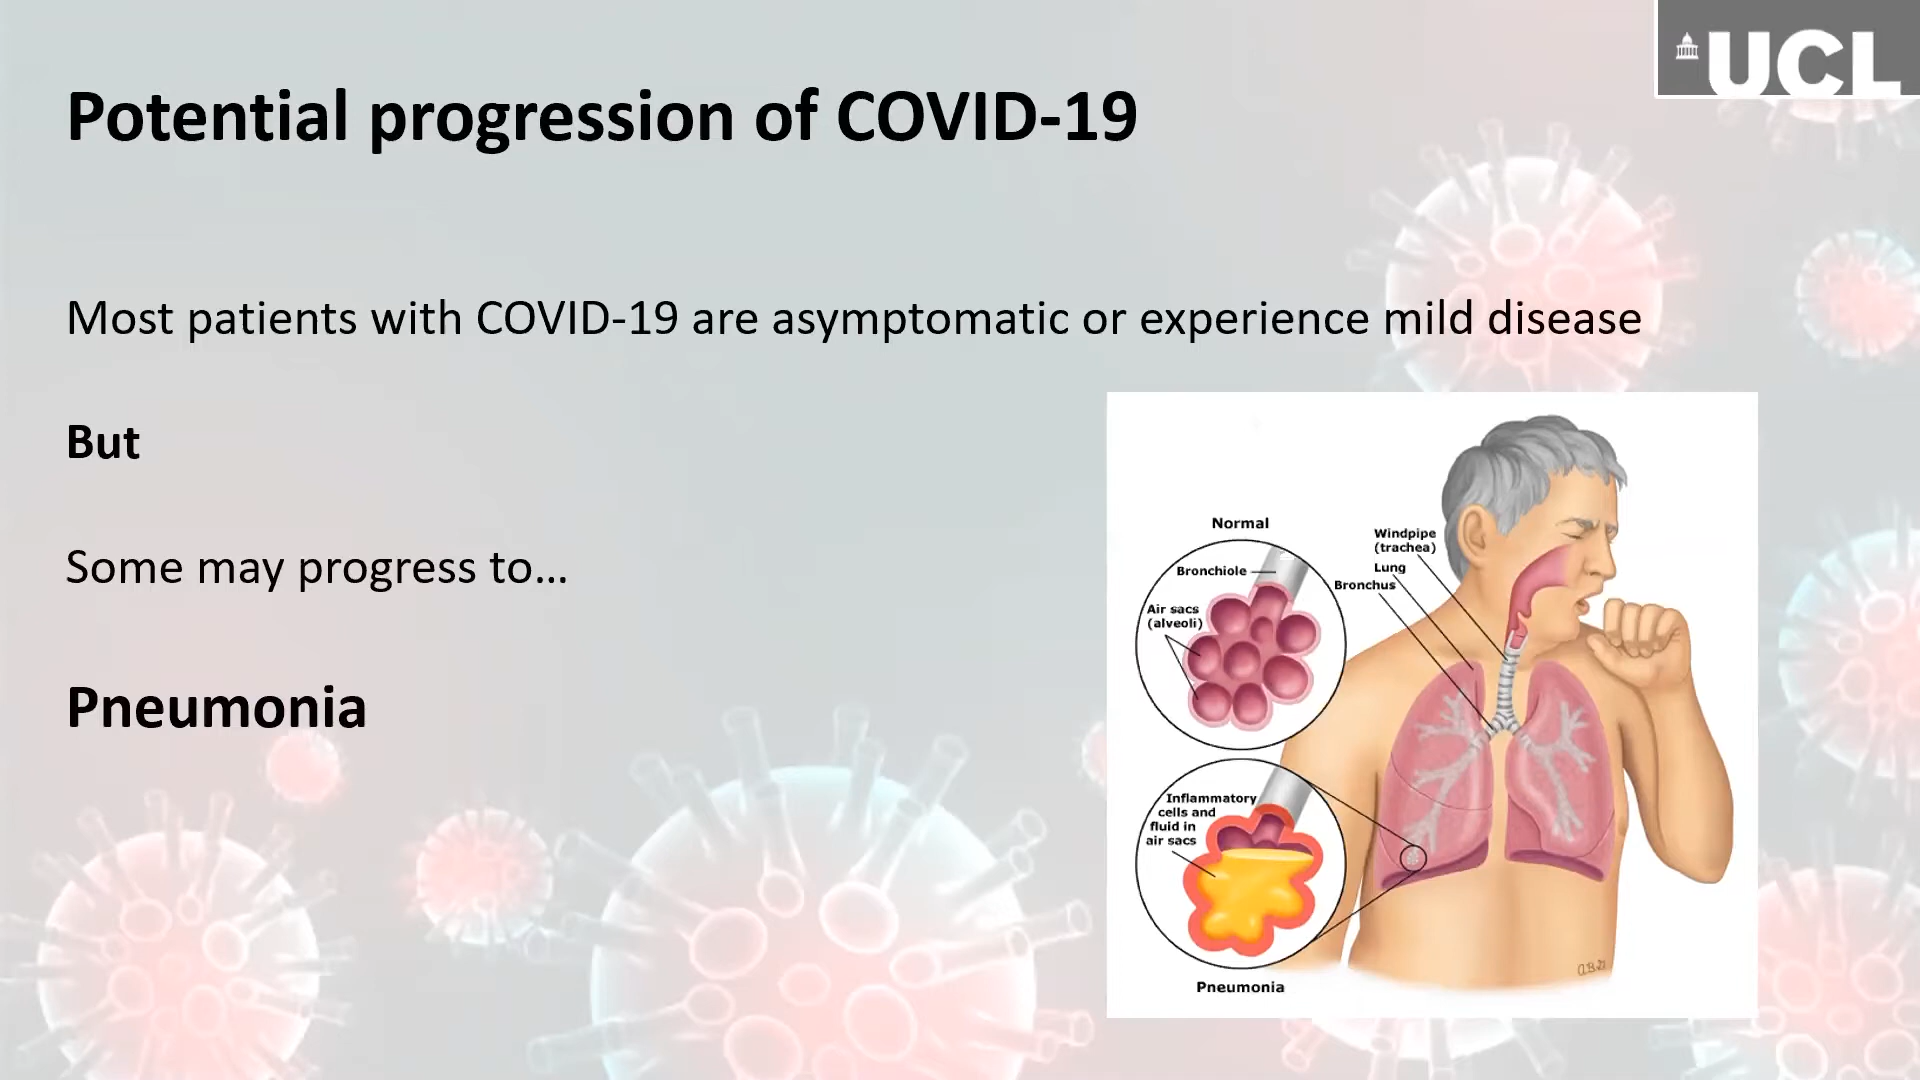 UCL
Potential progression of COVID-19
Most patients with COVID-19 are asymptomatic or experience mild disease
But
Some may progress to…
Pneumonia
Normal
Bronchiole
Air sacs
(alveoli)
Windpipe
(trachea)
Lung
Bronchus
Inflammatory
cells and
fluid in
air sacs
Pneumonia